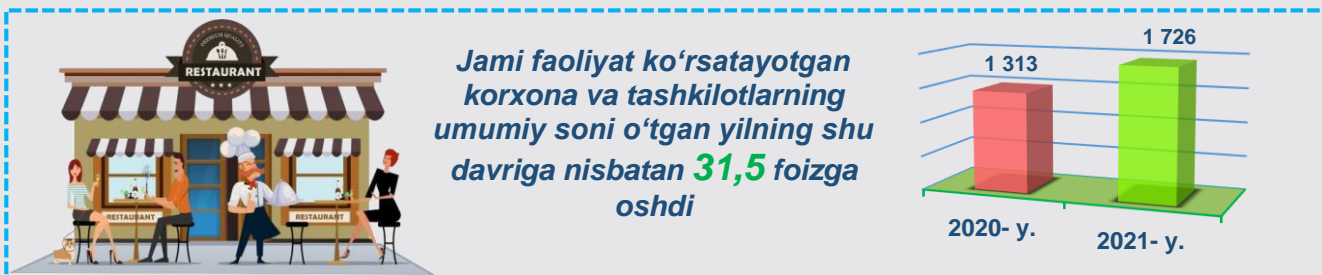 PREMIUM QUALITY
RESTAURANT
RESTAURANT
RESTAURANT
Jami faoliyat ko‘rsatayotgan
korxona va tashkilotlarning
umumiy soni o‘tgan yilning shu
davriga nisbatan 31,5 foizga
oshdi
1 313
1 726
2020- y.
2021- y.